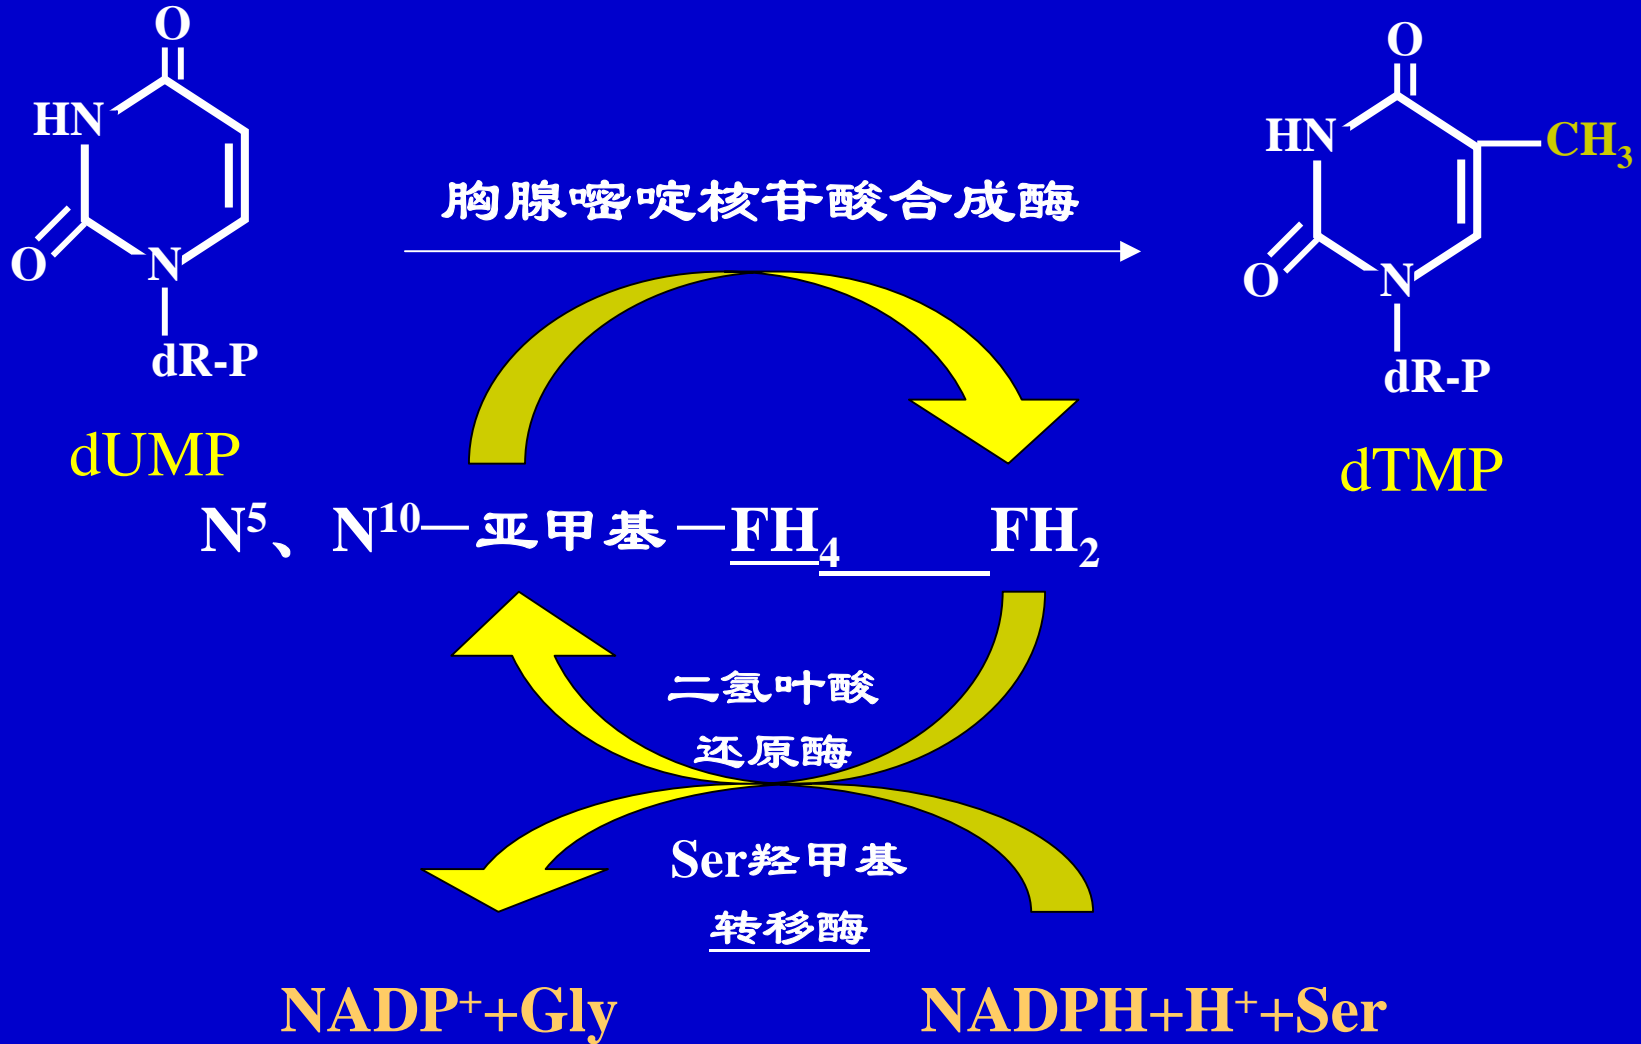 O
HN
O
N
dR-P
dUMP
胸腺嘧啶核苷酸合成酶
O
HN
CH₃
O
N
dR-P
dTMP
N⁵、N¹⁰—亚甲基—FH₄ FH₂
二氢叶酸
还原酶
Ser羟甲基
转移酶
NADP⁺+Gly NADPH+H⁺+Ser